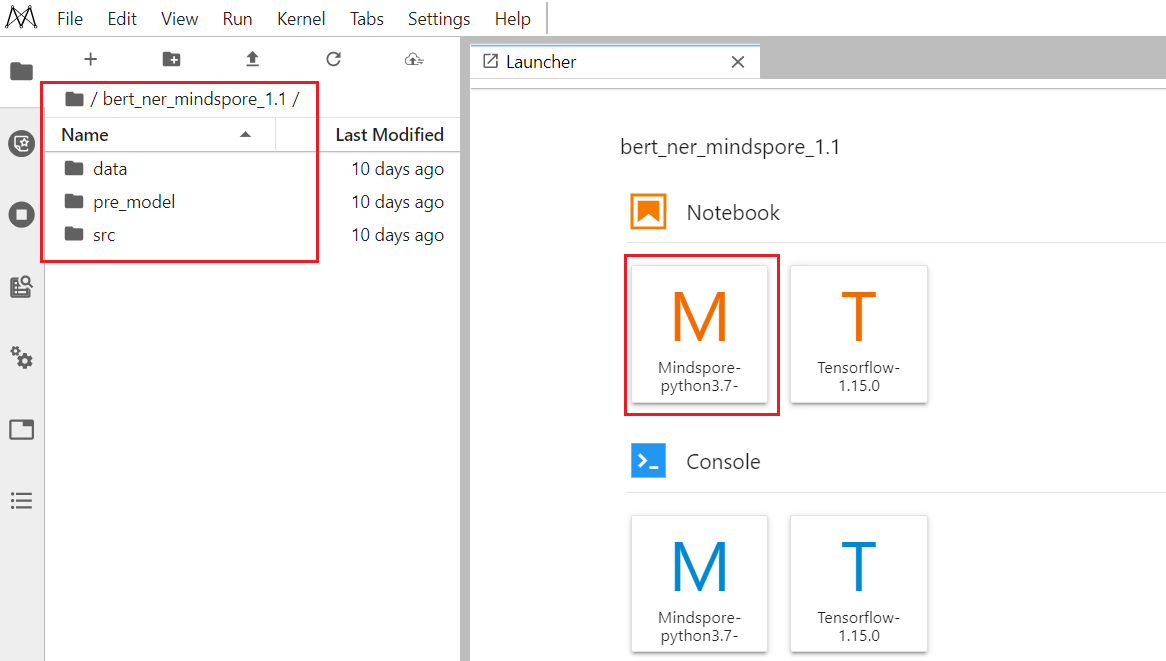 File Edit View Run Kernel Tabs Settings Help
/ bert_ner_mindspore_1.1 /
Name Last Modified
data 10 days ago
pre_model 10 days ago
src 10 days ago
Launcher
bert_ner_mindspore_1.1
Notebook
M T
Mindspore- Tensorflow-
python3.7- 1.15.0
Console
M T
Mindspore- Tensorflow-
python3.7- 1.15.0